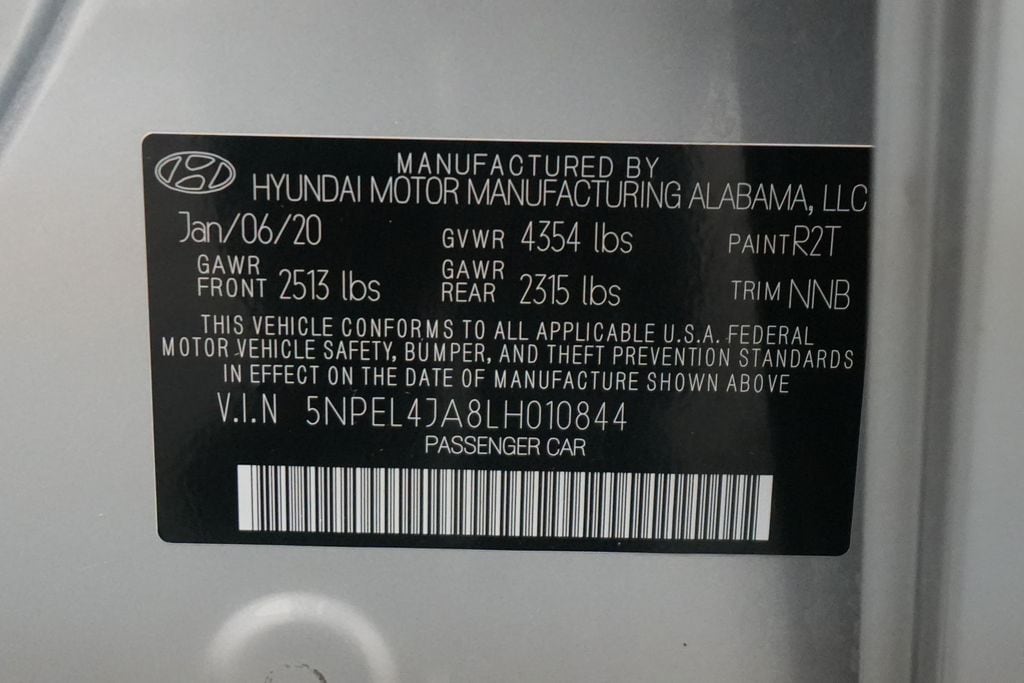 MANUFACTURED BY
HYUNDAI MOTOR MANUFACTURING ALABAMA, LLC
Jan/06/20 GVWR 4354 lbs PAINT R2T
GAWR FRONT 2513 lbs GAWR REAR 2315 lbs TRIM NNB
THIS VEHICLE CONFORMS TO ALL APPLICABLE U.S.A. FEDERAL
MOTOR VEHICLE SAFETY, BUMPER, AND THEFT PREVENTION STANDARDS
IN EFFECT ON THE DATE OF MANUFACTURE SHOWN ABOVE
V.I.N 5NPEL4JA8LH010844
PASSENGER CAR